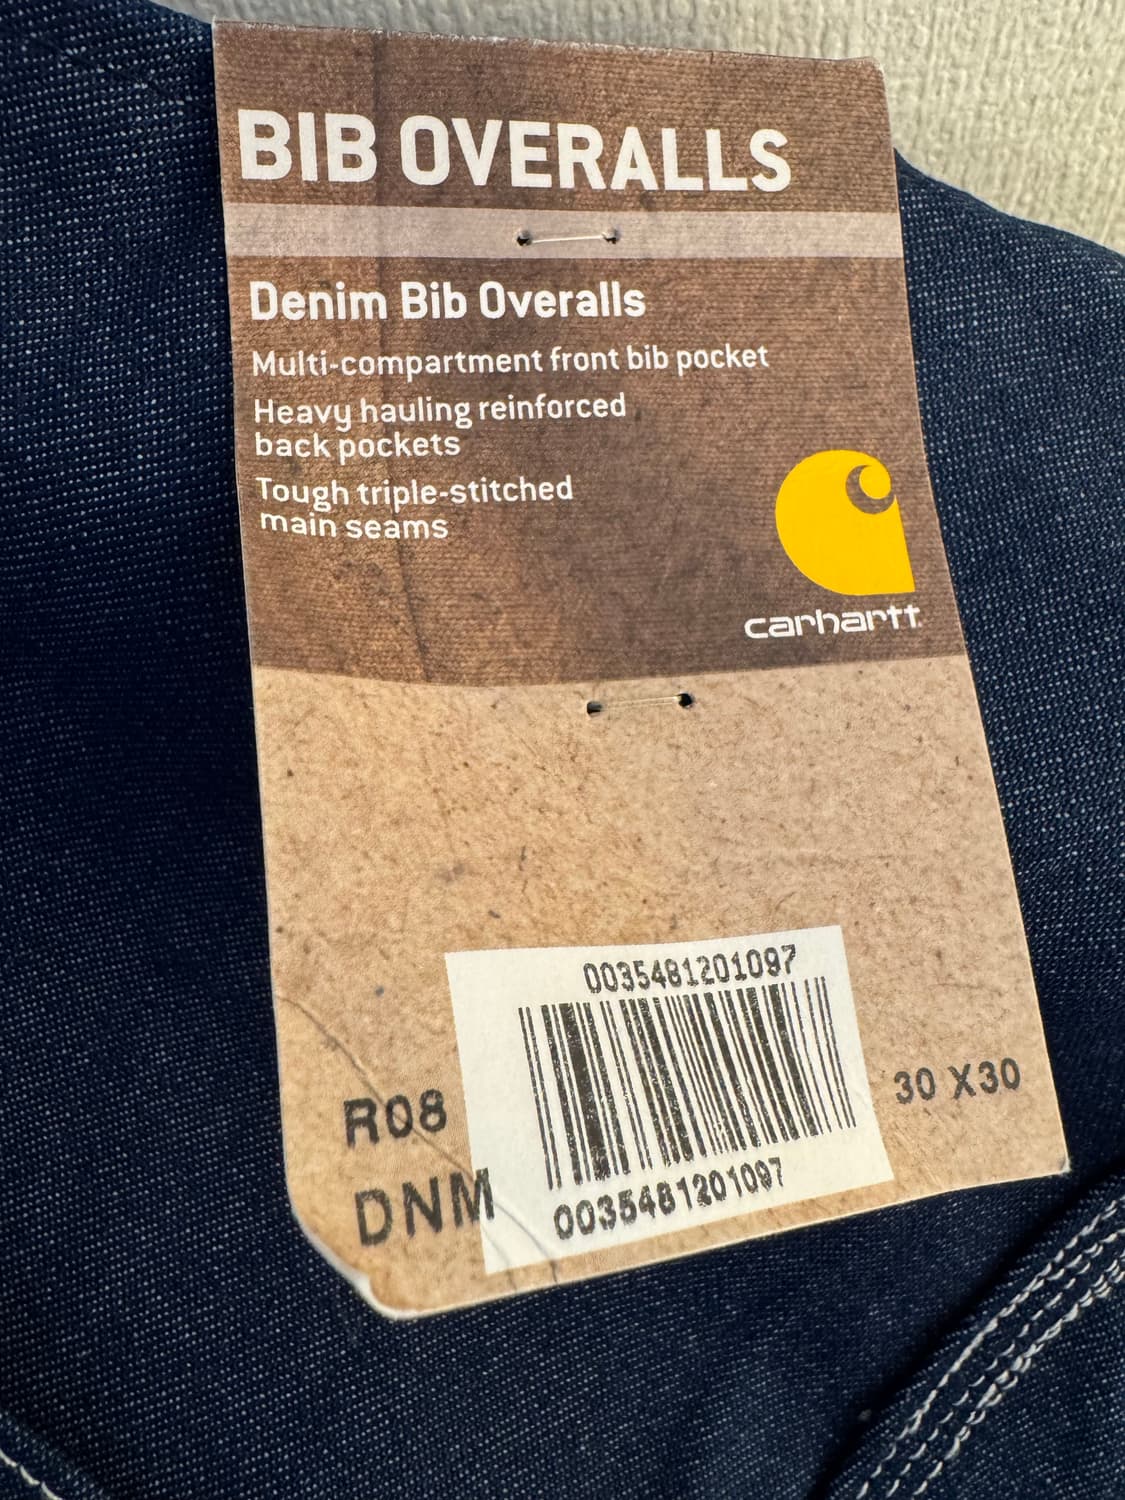 BIB OVERALLS
Denim Bib Overalls
Multi-compartment front bib pocket
Heavy hauling reinforced
back pockets
Tough triple-stitched
main seams
carhartt
0035481201097
R08
30 X30
DNM
0035481201097